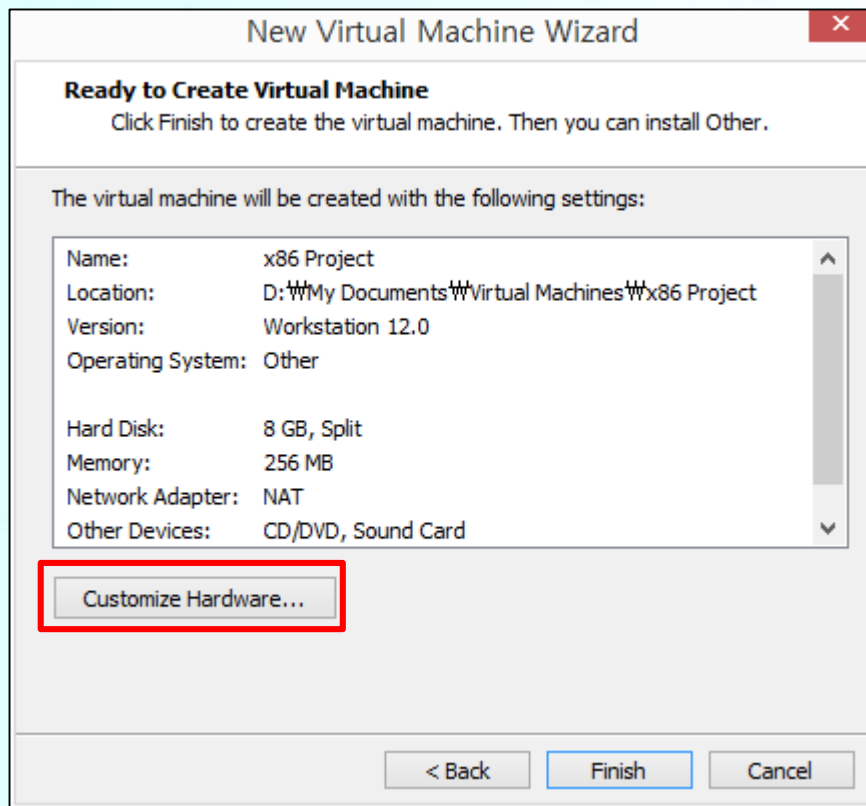 New Virtual Machine Wizard
Ready to Create Virtual Machine
Click Finish to create the virtual machine. Then you can install Other.
The virtual machine will be created with the following settings:
Name: x86 Project
Location: D:₩My Documents₩Virtual Machines₩x86 Project
Version: Workstation 12.0
Operating System: Other
Hard Disk: 8 GB, Split
Memory: 256 MB
Network Adapter: NAT
Other Devices: CD/DVD, Sound Card
Customize Hardware...
< Back Finish Cancel